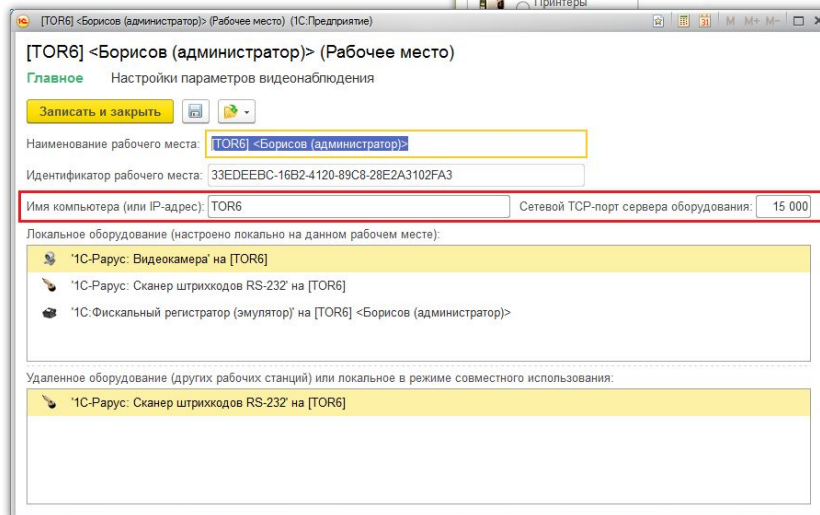 Принтеры
[TOR6] <Борисов (администратор)> (Рабочее место) (1С:Предприятие)
M M+ M-
[TOR6] <Борисов (администратор)> (Рабочее место)
Главное Настройки параметров видеонаблюдения
Записать и закрыть
Наименование рабочего места: [TOR6] <Борисов (администратор)>
Идентификатор рабочего места: 33EDEEBC-16B2-4120-89C8-28E2A3102FA3
Имя компьютера (или IP-адрес): TOR6 Сетевой TCP-порт сервера оборудования: 15 000
Локальное оборудование (настроено локально на данном рабочем месте):
'1С-Рарус: Видеокамера' на [TOR6]
'1С-Рарус: Сканер штрихкодов RS-232' на [TOR6]
'1С:Фискальный регистратор (эмулятор)' на [TOR6] <Борисов (администратор)>
Удаленное оборудование (других рабочих станций) или локальное в режиме совместного использования:
'1С-Рарус: Сканер штрихкодов RS-232' на [TOR6]